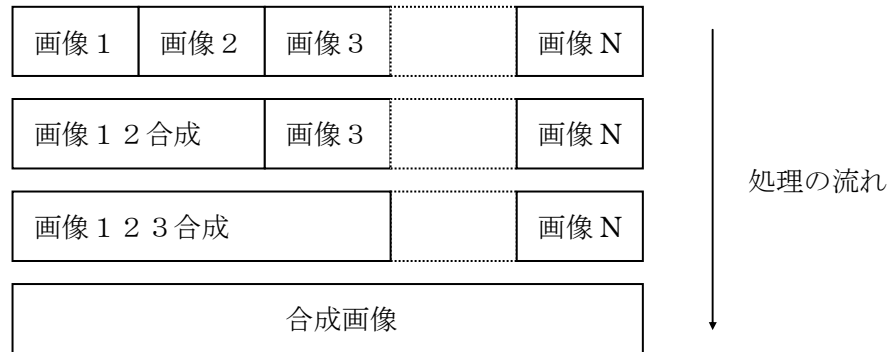 画像１ 画像２ 画像３ 画像 N
画像１２合成 画像３ 画像 N
画像１２３合成 画像 N
合成画像
処理の流れ